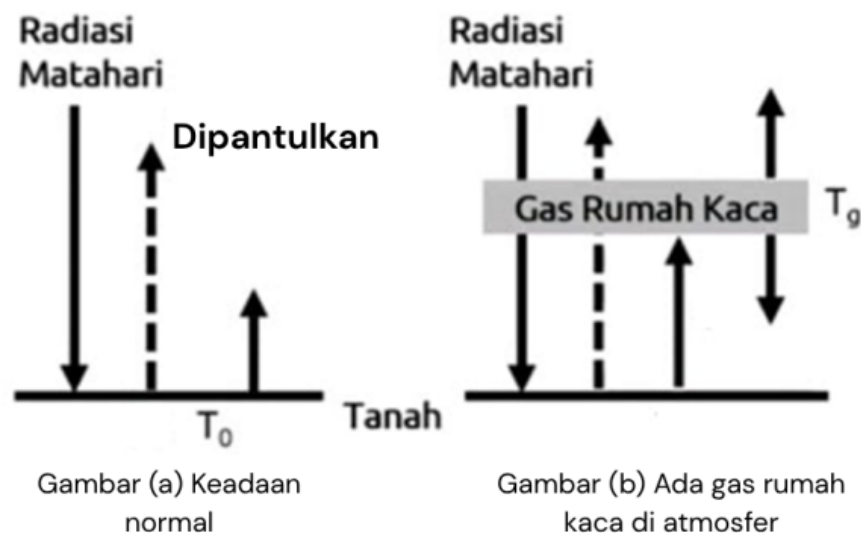 Radiasi
Matahari
Dipantulkan
T₀
Tanah
Gambar (a) Keadaan
normal
Radiasi
Matahari
Gas Rumah Kaca
Tg
Gambar (b) Ada gas rumah
kaca di atmosfer